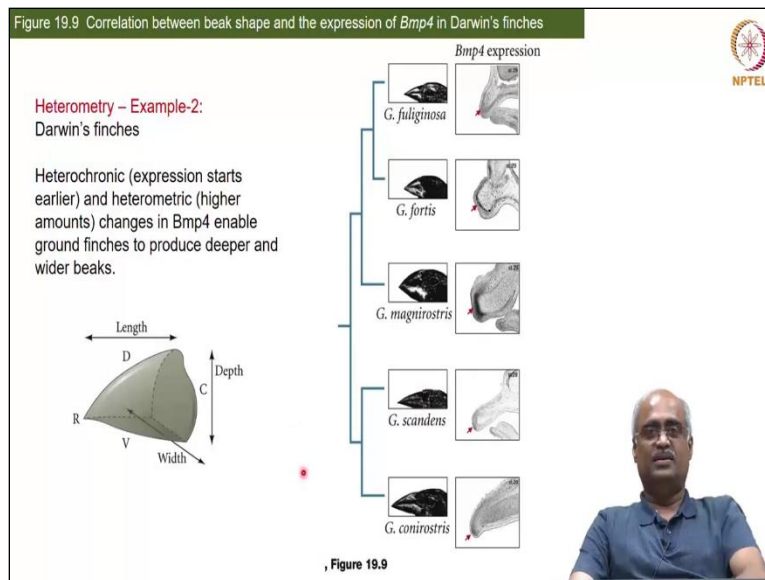 Figure 19.9 Correlation between beak shape and the expression of Bmp4 in Darwin's finches
NPTEL
Bmp4 expression
Heterometry – Example-2:
Darwin's finches
Heterochronic (expression starts
earlier) and heterometric (higher
amounts) changes in Bmp4 enable
ground finches to produce deeper and
wider beaks.
G. fuliginosa
G. fortis
G. magnirostris
G. scandens
G. conirostris
Length
D
Depth
C
R
V
Width
, Figure 19.9